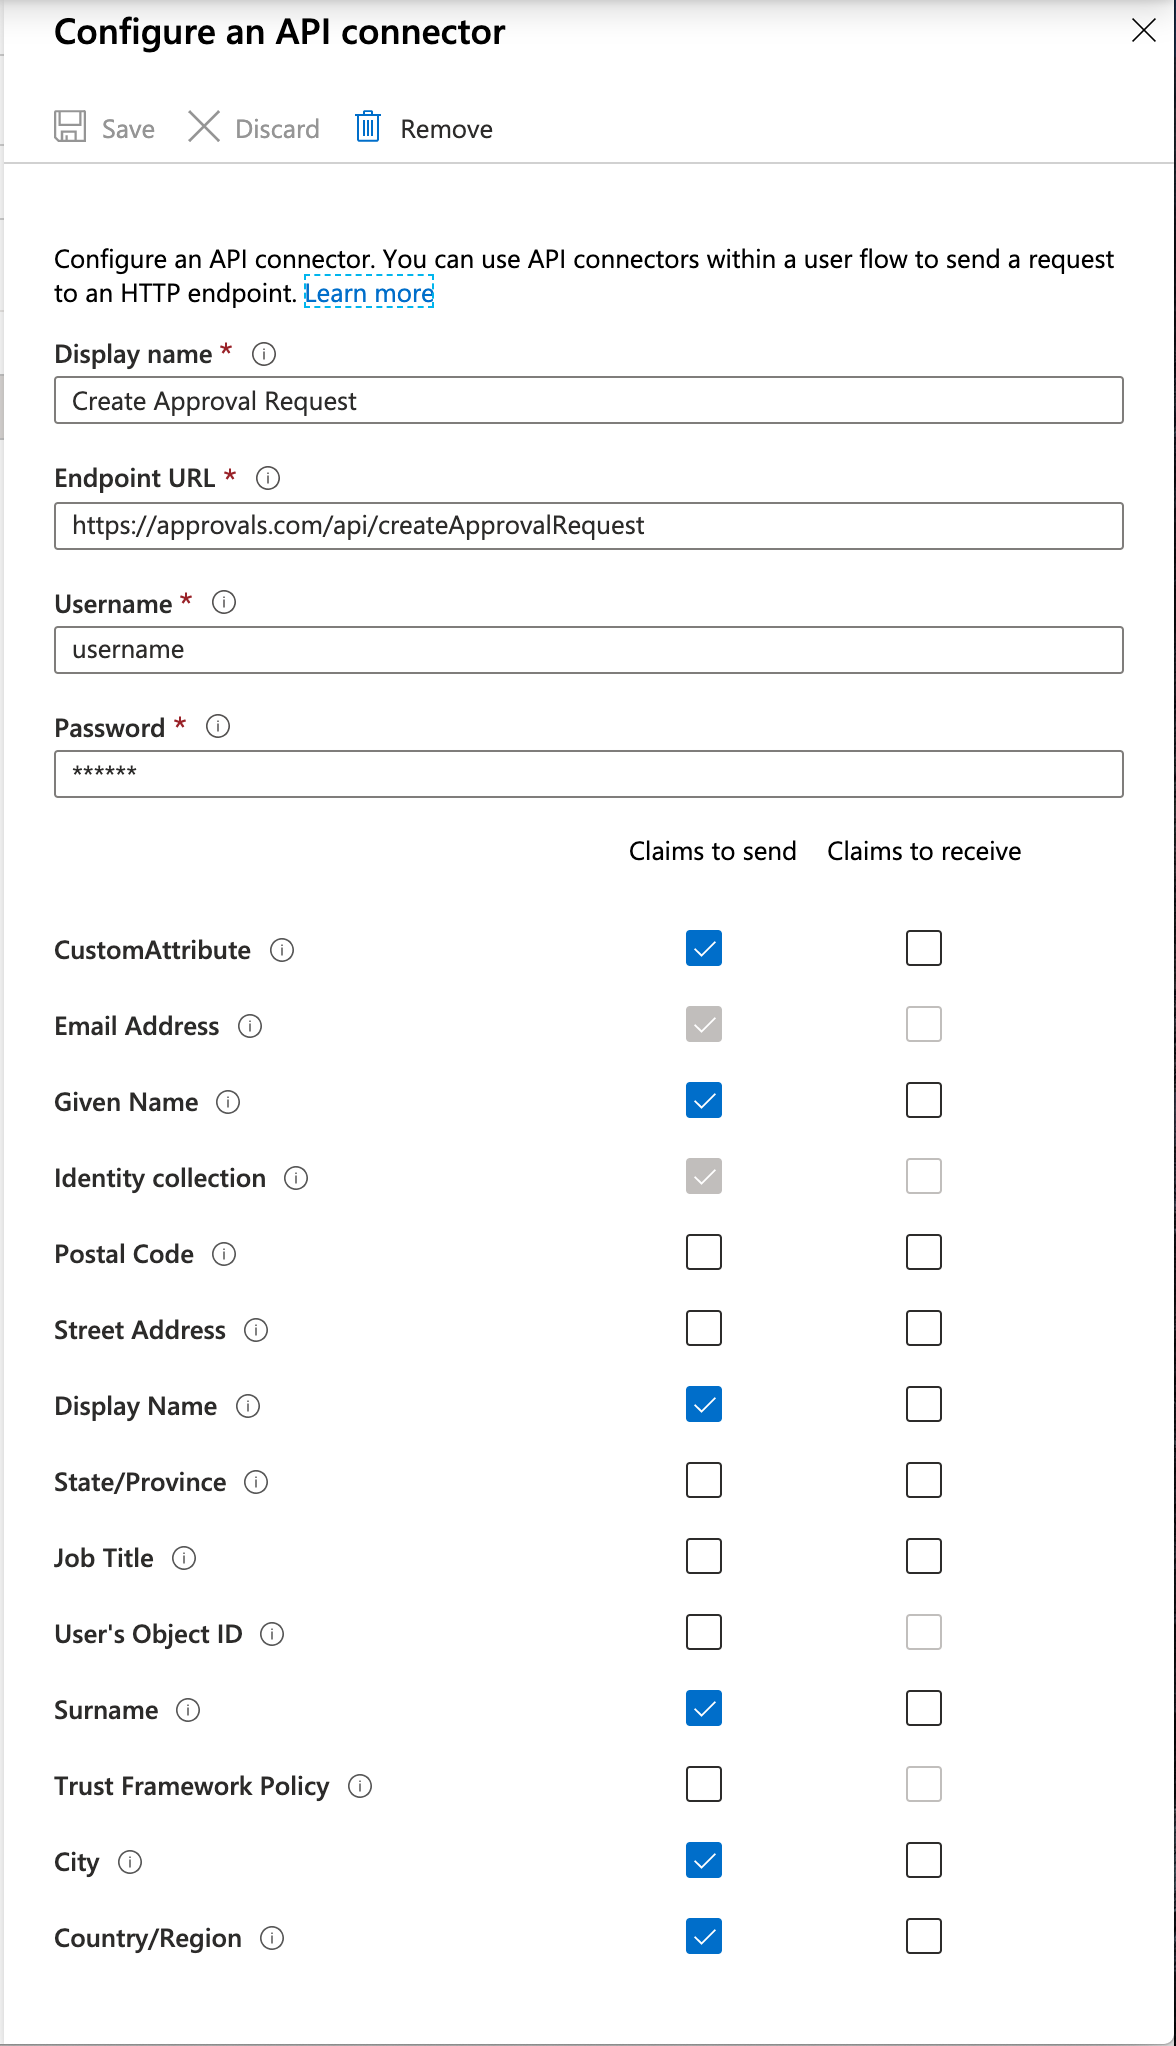 Configure an API connector
Save Discard Remove
Configure an API connector. You can use API connectors within a user flow to send a request
to an HTTP endpoint. Learn more
Display name *
Create Approval Request
Endpoint URL *
https://approvals.com/api/createApprovalRequest
Username *
username
Password *
******
Claims to send Claims to receive
CustomAttribute
Email Address
Given Name
Identity collection
Postal Code
Street Address
Display Name
State/Province
Job Title
User's Object ID
Surname
Trust Framework Policy
City
Country/Region